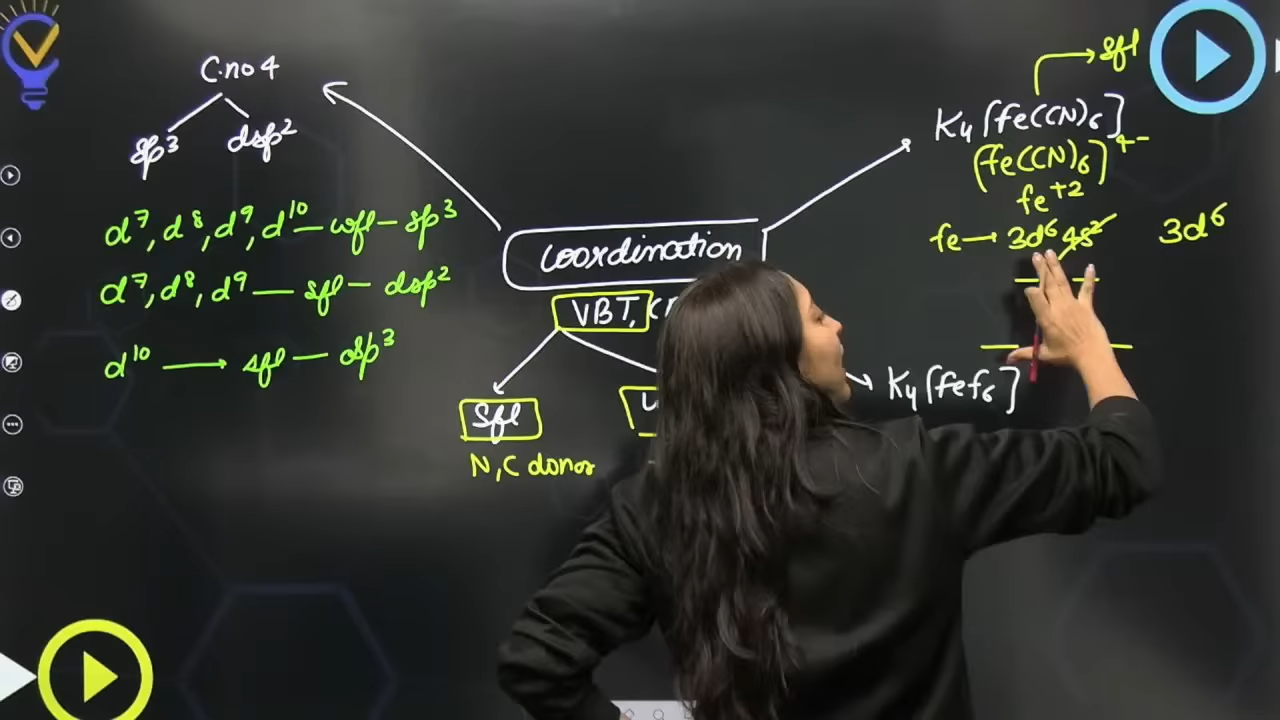 C.no 4
sp³ dsp²
d⁷, d⁸, d⁹, d¹⁰ — wfl — sp³
d⁷, d⁸, d⁹ — sfl — dsp²
d¹⁰ → sfl — sp³
coordination
VBT,
sfl
N, C donor
→ sfl
K4[fe(CN)6]
(fe(CN)6)⁴⁻
fe⁺²
fe → 3d⁶ 4s² 3d⁶
K4[fef6]